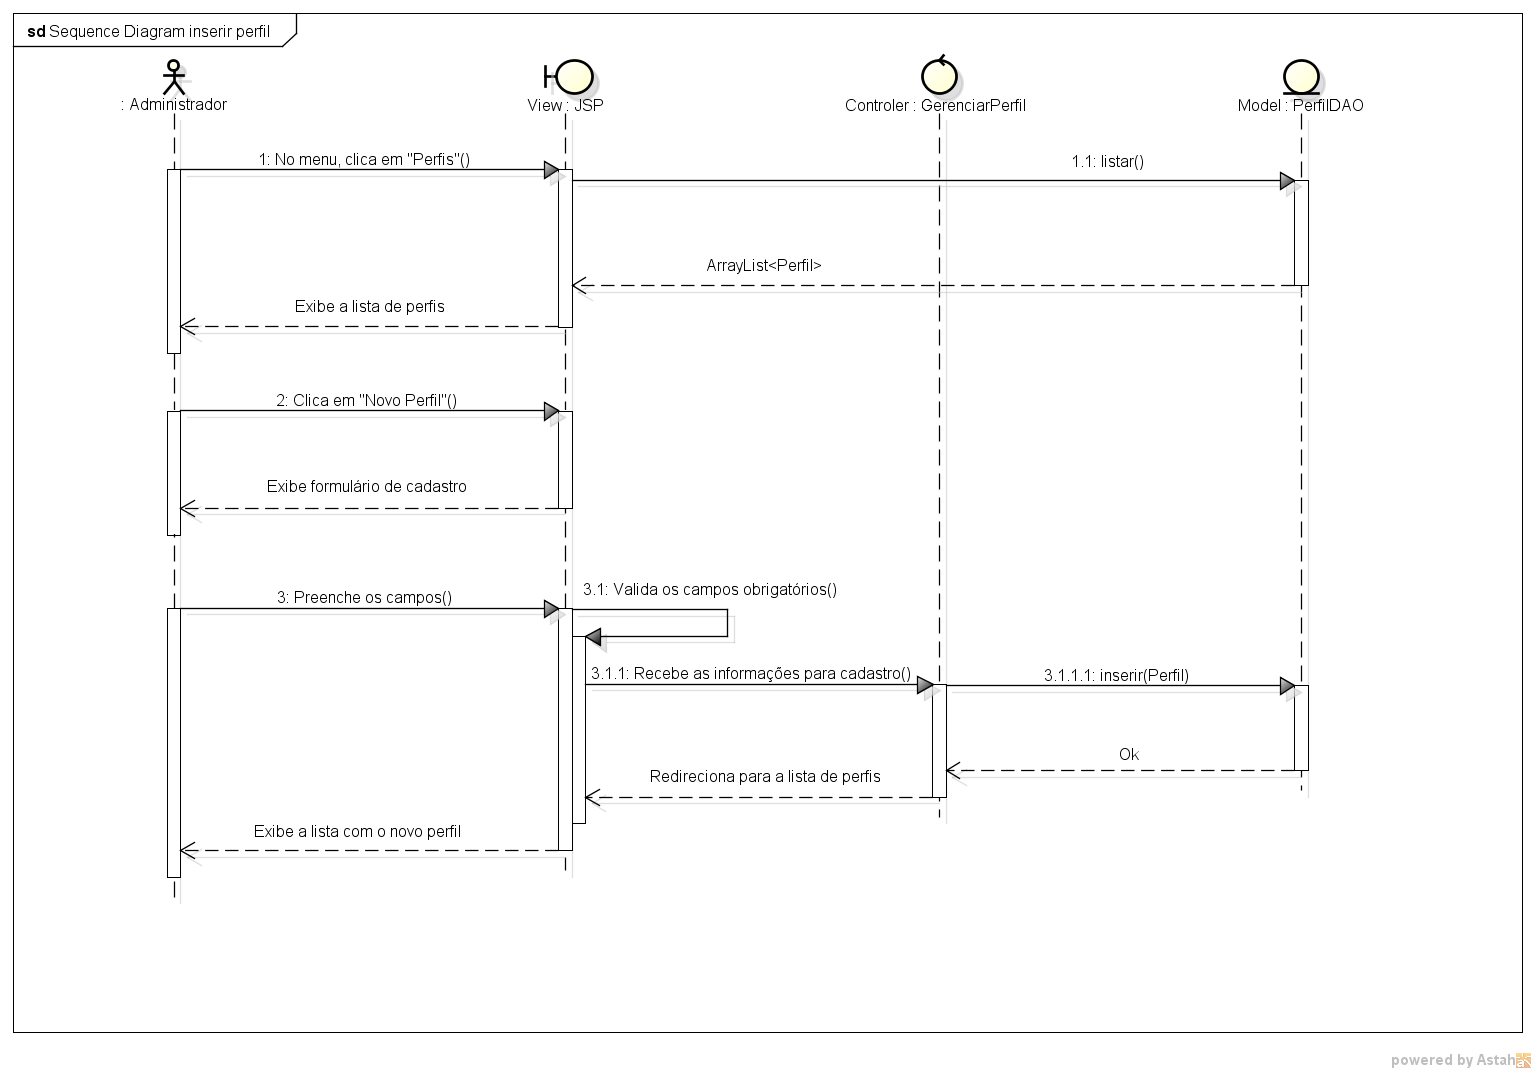 sd Sequence Diagram inserir perfil
: Administrador
View : JSP
Controler : GerenciarPerfil
Model : PerfilDAO
1: No menu, clica em "Perfis"()
1.1: listar()
ArrayList<Perfil>
Exibe a lista de perfis
2: Clica em "Novo Perfil"()
Exibe formulário de cadastro
3.1: Valida os campos obrigatórios()
3: Preenche os campos()
3.1.1: Recebe as informações para cadastro()
3.1.1.1: inserir(Perfil)
Ok
Redireciona para a lista de perfis
Exibe a lista com o novo perfil
powered by Astah